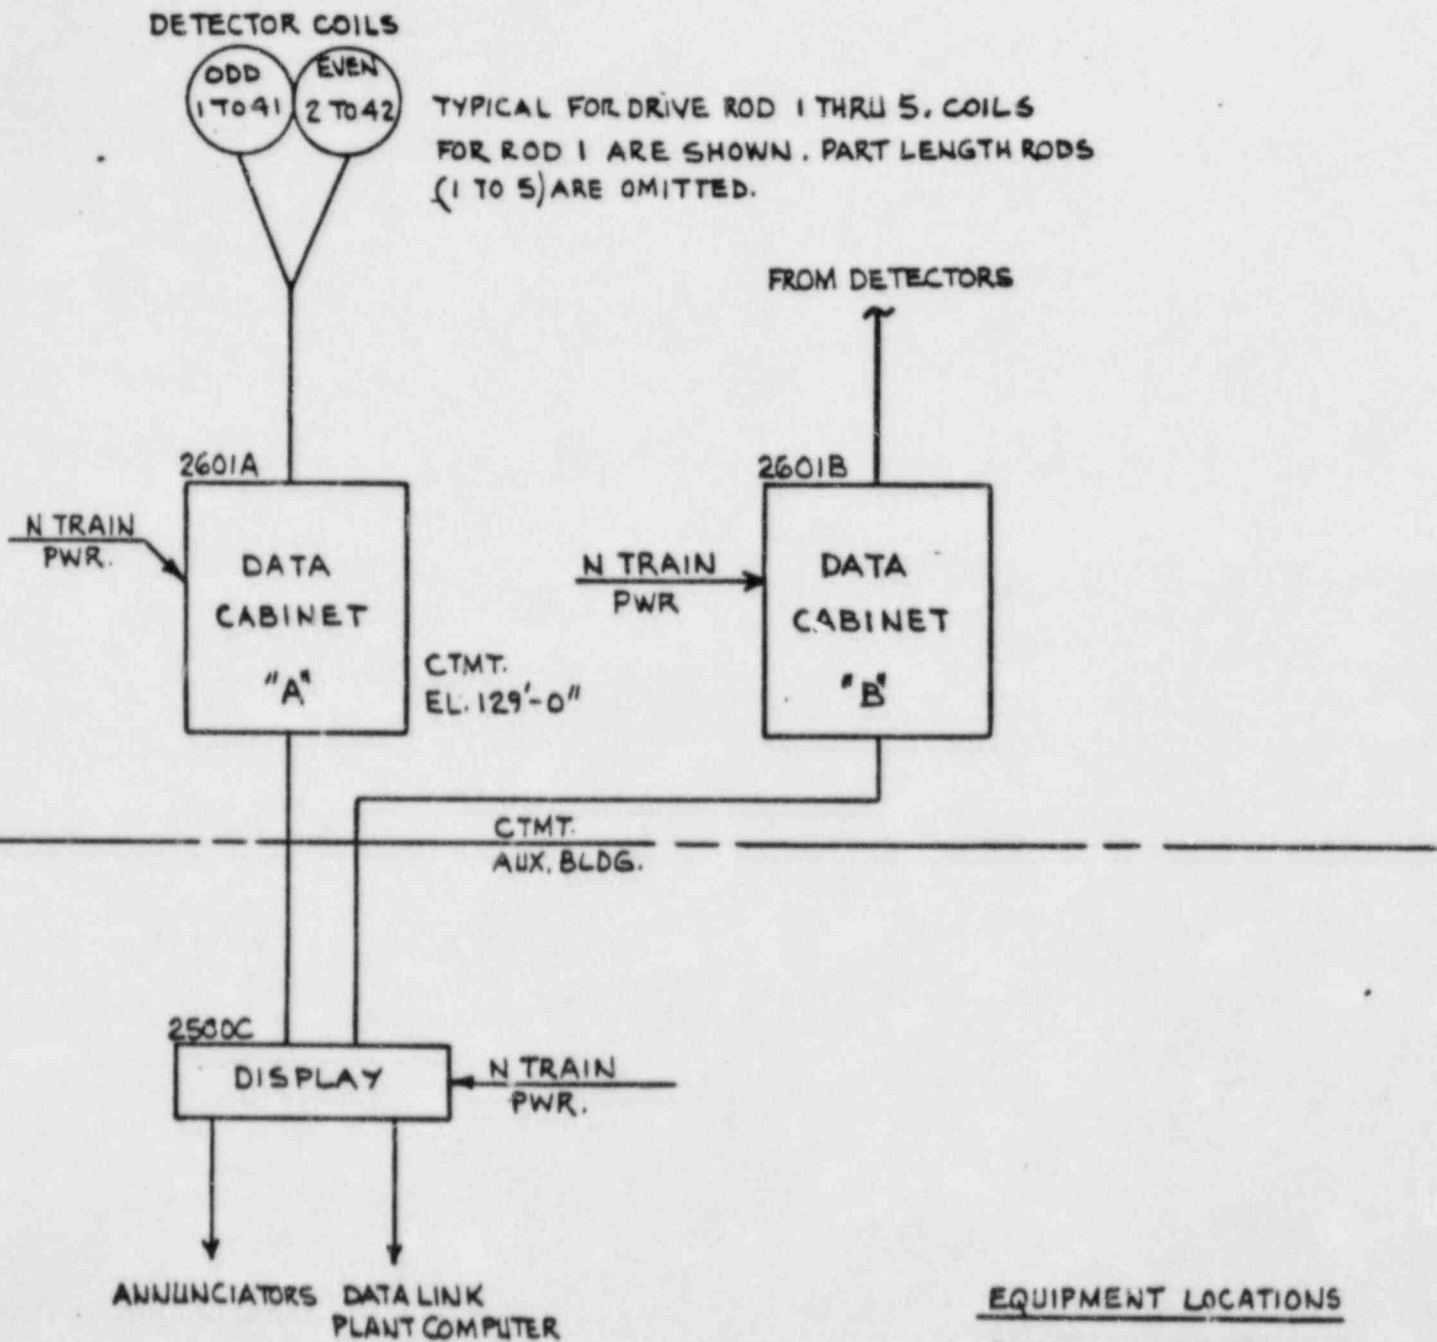 DETECTOR COILS
ODD
1 TO 41
EVEN
2 TO 42
TYPICAL FOR DRIVE ROD 1 THRU 5. COILS
FOR ROD 1 ARE SHOWN. PART LENGTH RODS
(1 TO 5) ARE OMITTED.
FROM DETECTORS
2601A
N TRAIN
PWR.
DATA
CABINET
"A"
CTMT.
EL. 129'-0"
2601B
N TRAIN
PWR
DATA
CABINET
"B"
CTMT.
AUX. BLDG.
2500C
DISPLAY
N TRAIN
PWR.
ANNUNCIATORS
DATA LINK
PLANT COMPUTER
EQUIPMENT LOCATIONS